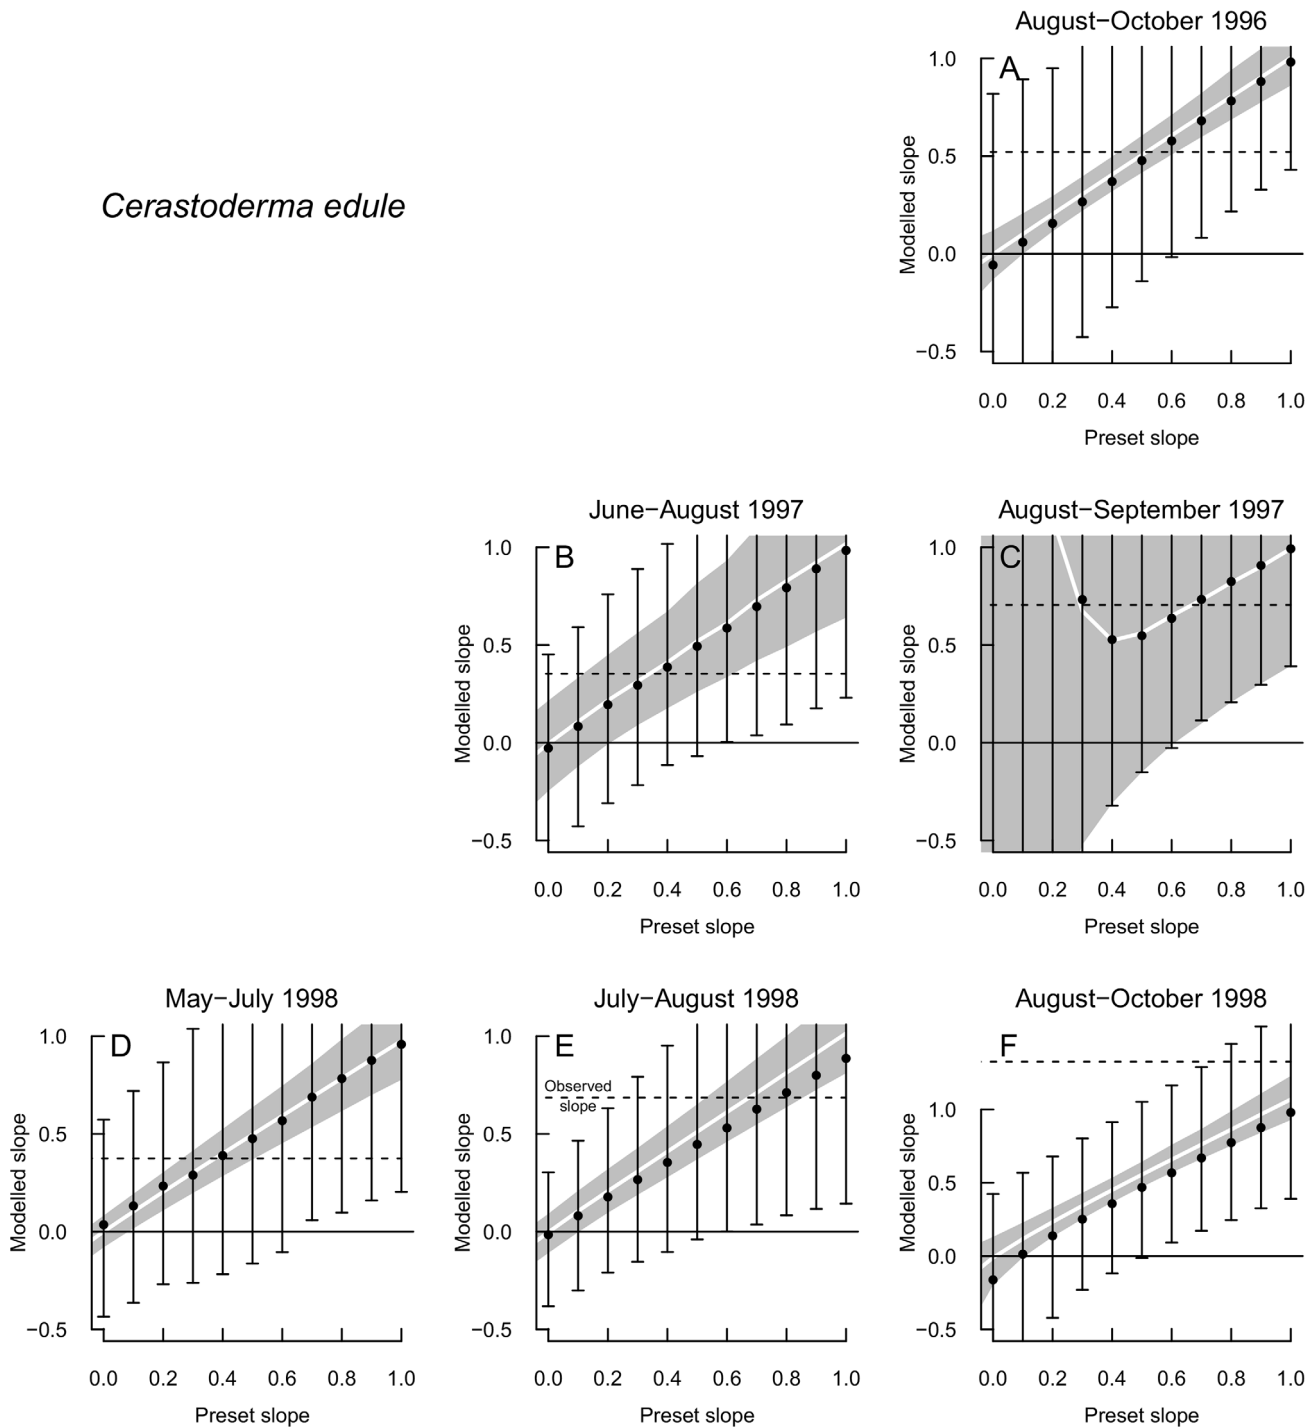 August−October 1996
A
1.0
0.5
0.0
−0.5
Modelled slope
0.0 0.2 0.4 0.6 0.8 1.0
Preset slope
Cerastoderma edule
June−August 1997
B
1.0
0.5
0.0
−0.5
Modelled slope
0.0 0.2 0.4 0.6 0.8 1.0
Preset slope
August−September 1997
C
1.0
0.5
0.0
−0.5
Modelled slope
0.0 0.2 0.4 0.6 0.8 1.0
Preset slope
May−July 1998
D
1.0
0.5
0.0
−0.5
Modelled slope
0.0 0.2 0.4 0.6 0.8 1.0
Preset slope
July−August 1998
E
Observed
slope
1.0
0.5
0.0
−0.5
Modelled slope
0.0 0.2 0.4 0.6 0.8 1.0
Preset slope
August−October 1998
F
1.0
0.5
0.0
−0.5
Modelled slope
0.0 0.2 0.4 0.6 0.8 1.0
Preset slope